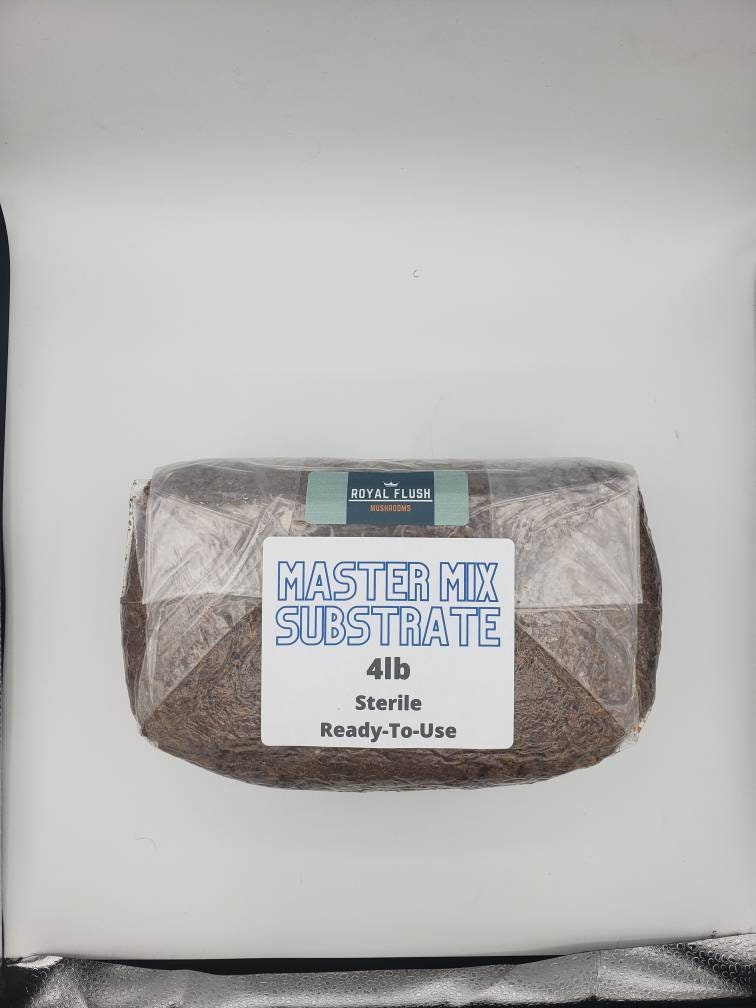 ROYAL FLUSH
MUSHROOMS
MASTER MIX
SUBSTRATE
4lb
Sterile
Ready-To-Use